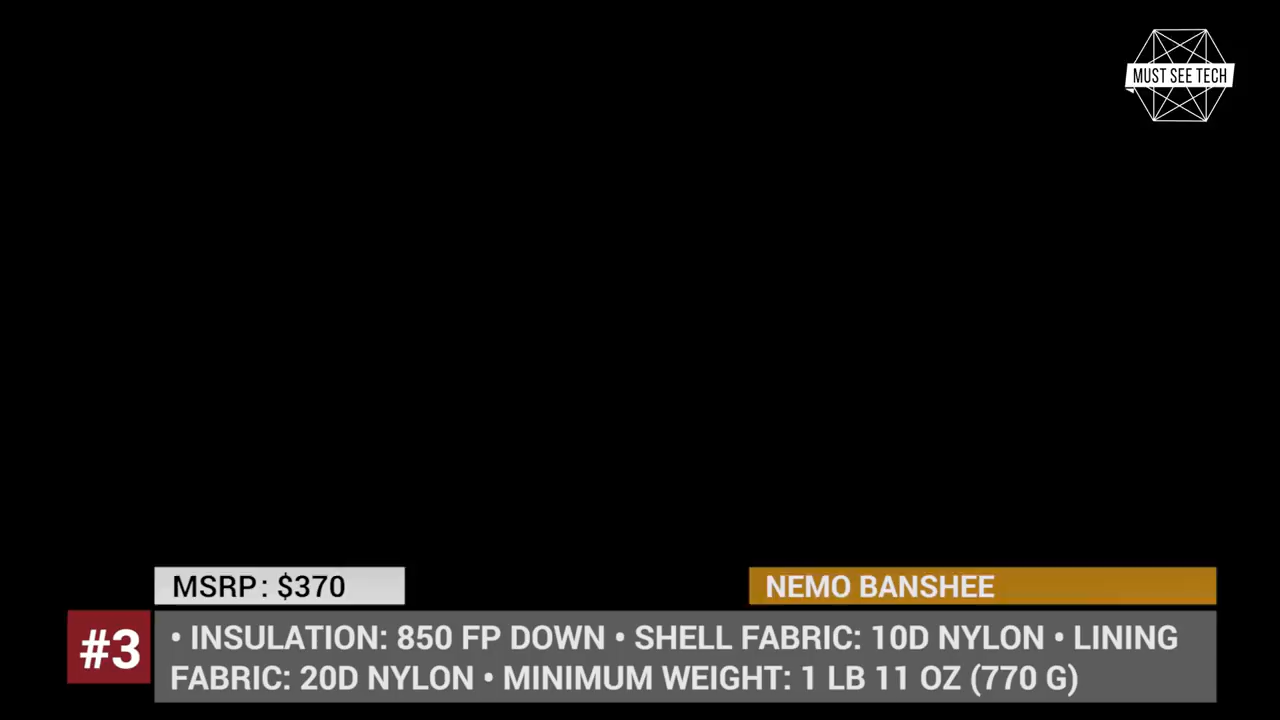 MUST SEE TECH
MSRP: $370
NEMO BANSHEE
#3
• INSULATION: 850 FP DOWN • SHELL FABRIC: 10D NYLON • LINING
FABRIC: 20D NYLON • MINIMUM WEIGHT: 1 LB 11 OZ (770 G)